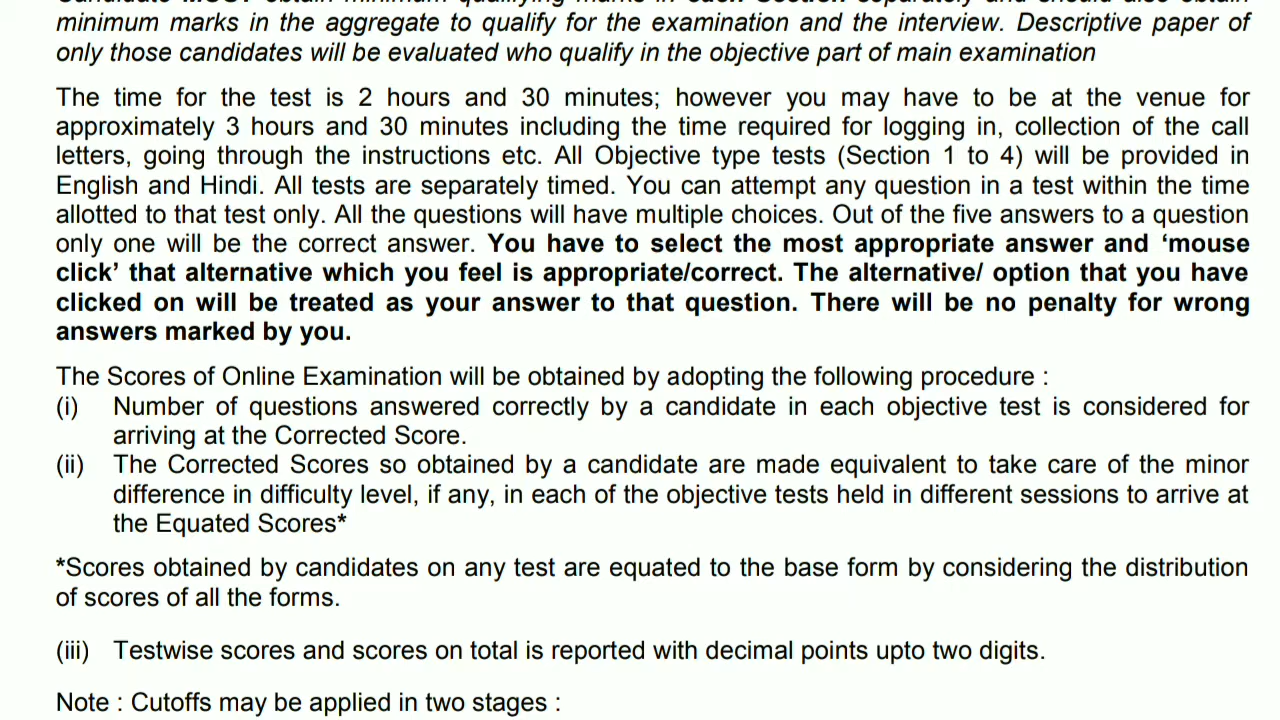 Candidate MUST obtain minimum qualifying marks in each Section separately and should also obtain
minimum marks in the aggregate to qualify for the examination and the interview. Descriptive paper of
only those candidates will be evaluated who qualify in the objective part of main examination
The time for the test is 2 hours and 30 minutes; however you may have to be at the venue for
approximately 3 hours and 30 minutes including the time required for logging in, collection of the call
letters, going through the instructions etc. All Objective type tests (Section 1 to 4) will be provided in
English and Hindi. All tests are separately timed. You can attempt any question in a test within the time
allotted to that test only. All the questions will have multiple choices. Out of the five answers to a question
only one will be the correct answer. You have to select the most appropriate answer and ‘mouse
click’ that alternative which you feel is appropriate/correct. The alternative/ option that you have
clicked on will be treated as your answer to that question. There will be no penalty for wrong
answers marked by you.
The Scores of Online Examination will be obtained by adopting the following procedure :
(i) Number of questions answered correctly by a candidate in each objective test is considered for
arriving at the Corrected Score.
(ii) The Corrected Scores so obtained by a candidate are made equivalent to take care of the minor
difference in difficulty level, if any, in each of the objective tests held in different sessions to arrive at
the Equated Scores*
*Scores obtained by candidates on any test are equated to the base form by considering the distribution
of scores of all the forms.
(iii) Testwise scores and scores on total is reported with decimal points upto two digits.
Note : Cutoffs may be applied in two stages :